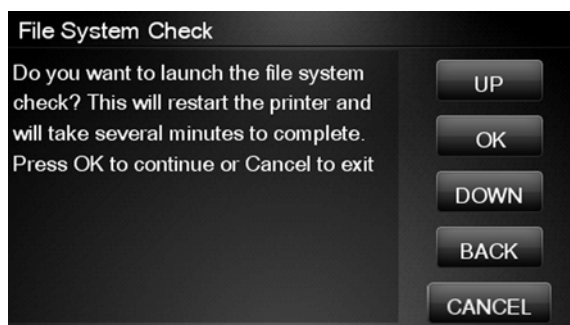 File System Check
Do you want to launch the file system
check? This will restart the printer and
will take several minutes to complete.
Press OK to continue or Cancel to exit
UP
OK
DOWN
BACK
CANCEL